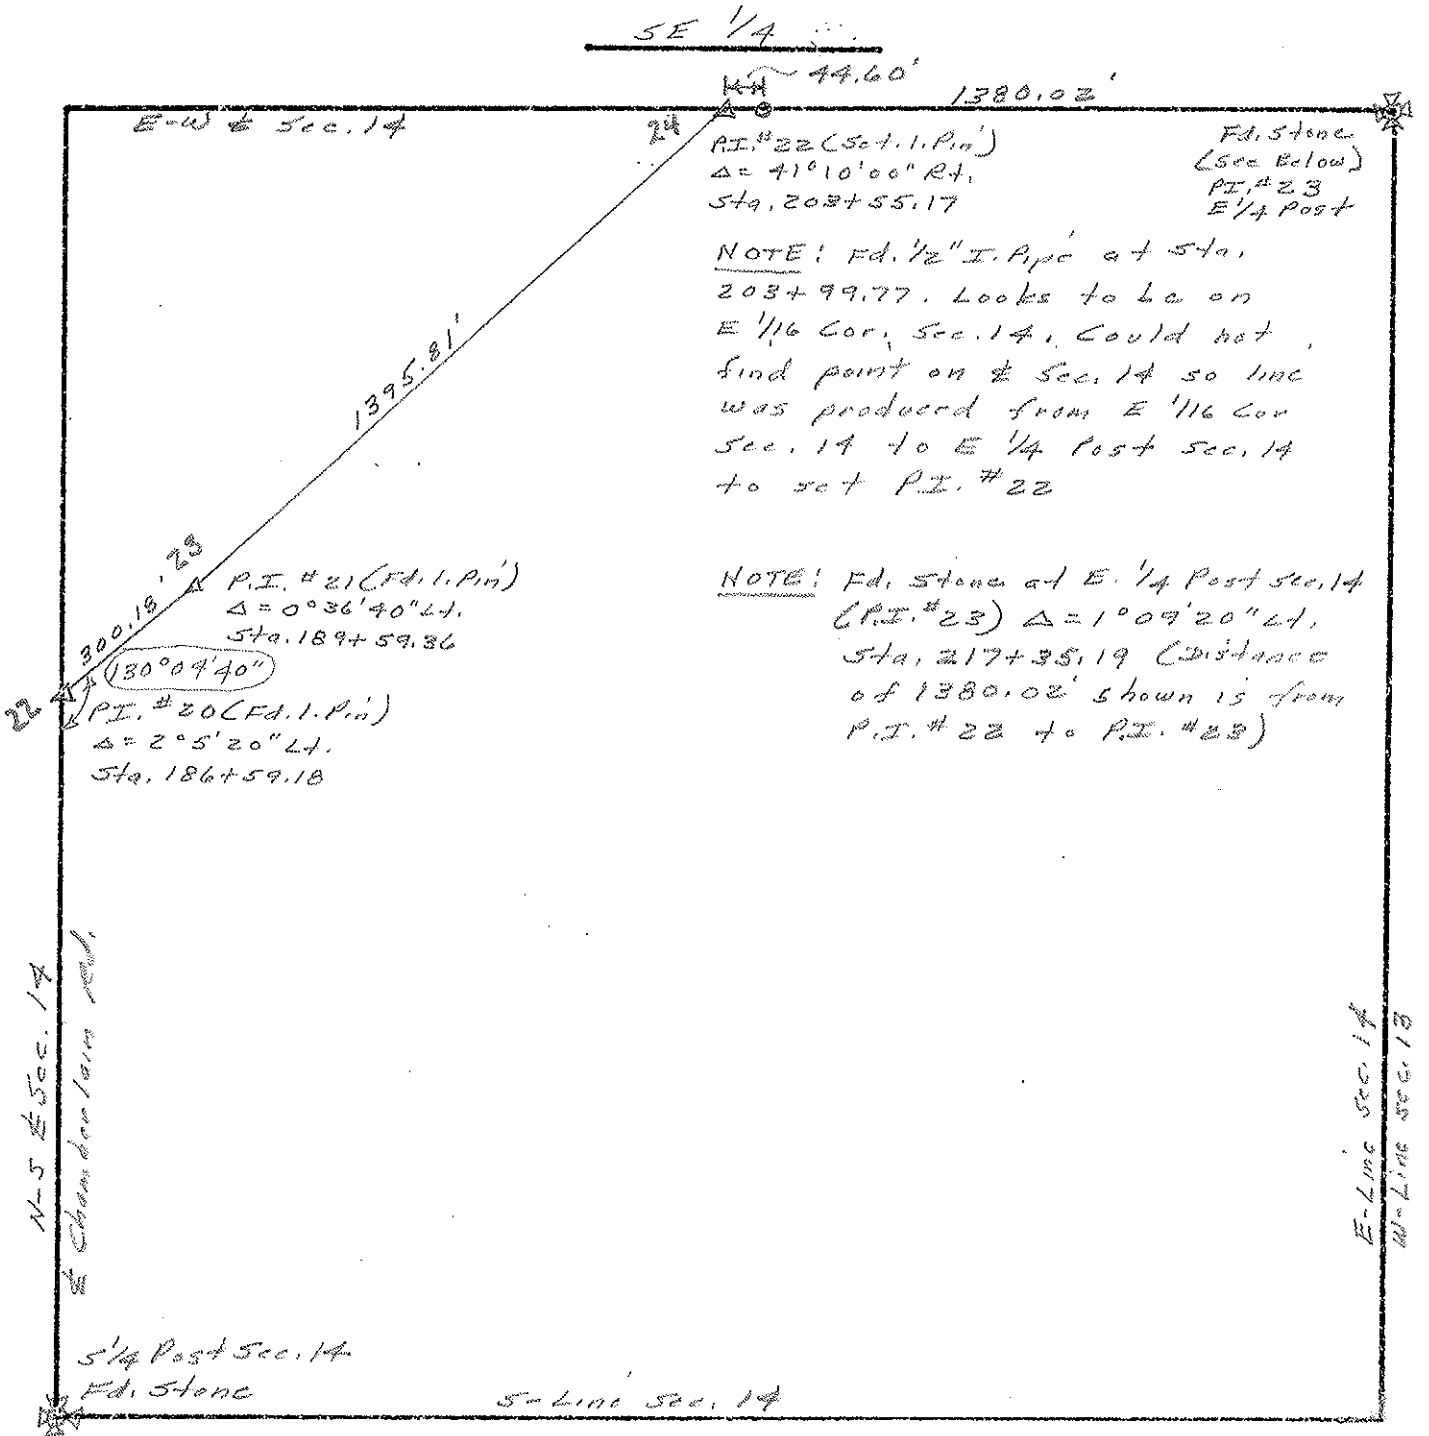 SE 1/4
44.60'
1380.02'
E-W ℄ Sec. 14
24
P.I. #22 (Set. I. Pin)
Δ = 41°10'00" Rt.
Sta. 203+55.17
Fd. Stone
(See Below)
PI. #23
E 1/4 Post
NOTE: Fd. 1/2" I. Pipe at Sta.
203+99.77. Looks to be on
E 1/16 Cor. Sec. 14. Could not
find point on ℄ Sec. 14 so line
was produced from E 1/16 Cor
Sec. 14 to E 1/4 Post Sec. 14
to set P.I. #22
1395.81'
23
300.18'
P.I. #21 (Fd. I. Pin)
Δ = 0°36'40" Lt.
Sta. 189+59.36
130°04'40"
22
P.I. #20 (Fd. I. Pin)
Δ = 2°5'20" Lt.
Sta. 186+59.18
NOTE: Fd. Stone at E. 1/4 Post Sec. 14
(P.I. #23) Δ = 1°09'20" Lt.
Sta. 217+35.19 (Distance
of 1380.02' shown is from
P.I. #22 to P.I. #23)
N-S ℄ Sec. 14
℄ Chamberlain Rd.
E-Line Sec. 14
W-Line Sec. 13
S 1/4 Post Sec. 14
Fd. Stone
S-Line Sec. 14